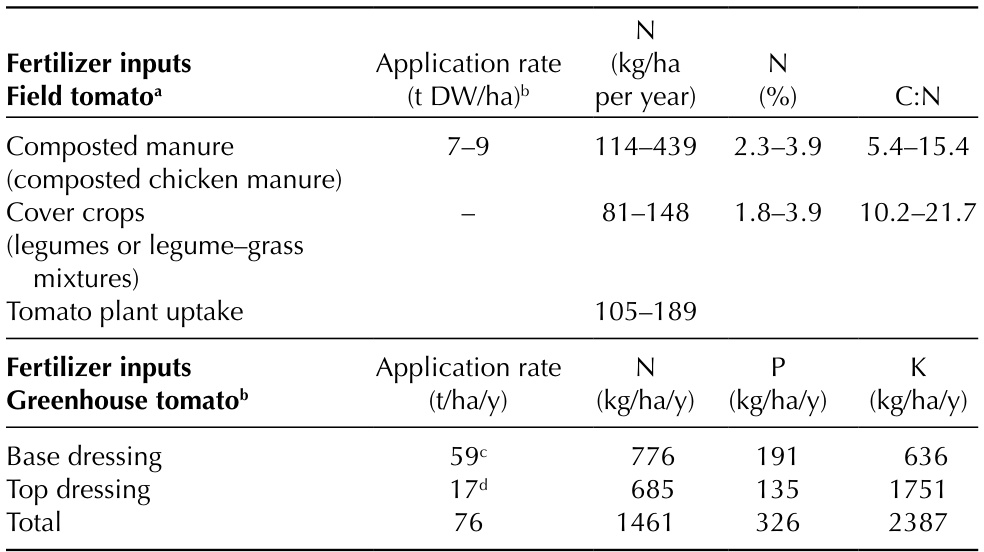 N
Fertilizer inputs Application rate (kg/ha N
Field tomatoᵃ (t DW/ha)ᵇ per year) (%) C:N
Composted manure 7–9 114–439 2.3–3.9 5.4–15.4
(composted chicken manure)
Cover crops – 81–148 1.8–3.9 10.2–21.7
(legumes or legume–grass
mixtures)
Tomato plant uptake 105–189
Fertilizer inputs Application rate N P K
Greenhouse tomatoᵇ (t/ha/y) (kg/ha/y) (kg/ha/y) (kg/ha/y)
Base dressing 59ᶜ 776 191 636
Top dressing 17ᵈ 685 135 1751
Total 76 1461 326 2387